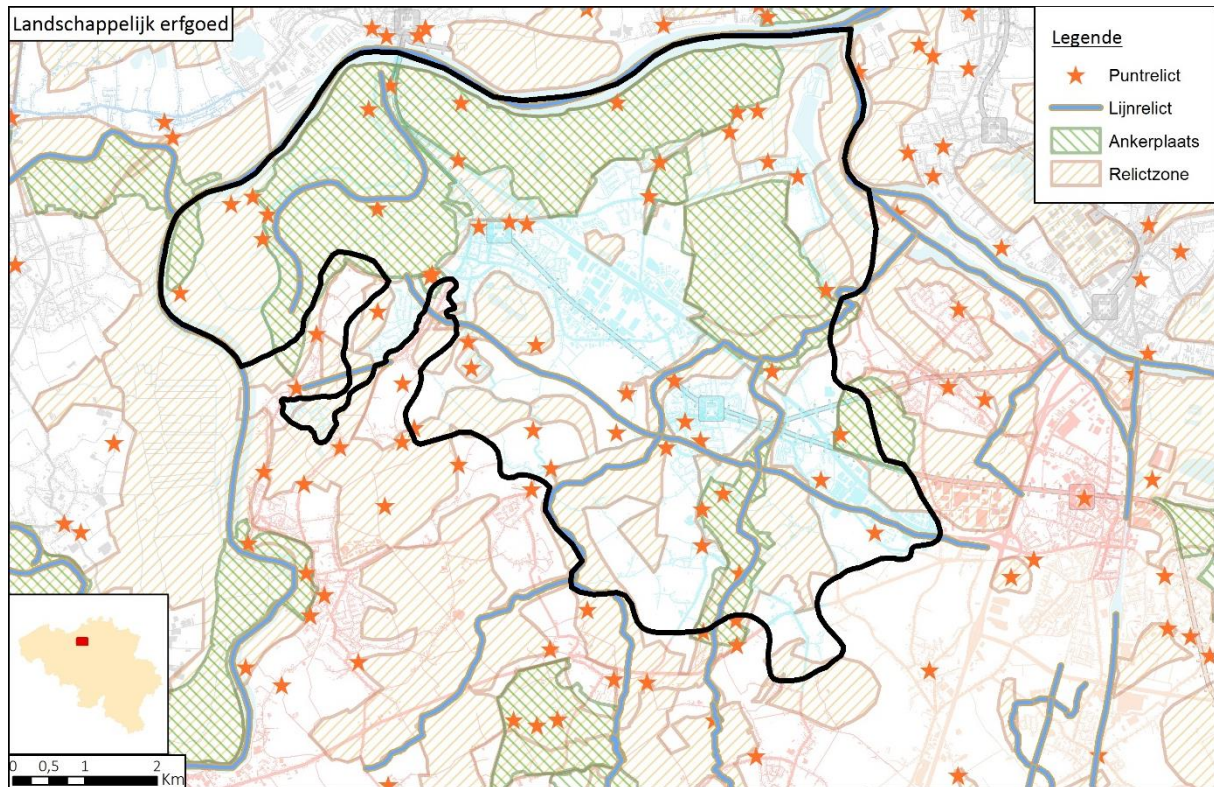 Landschappelijk erfgoed
Legende
Puntrelict
Lijnrelict
Ankerplaats
Relictzone
0 0,5 1 2
Km